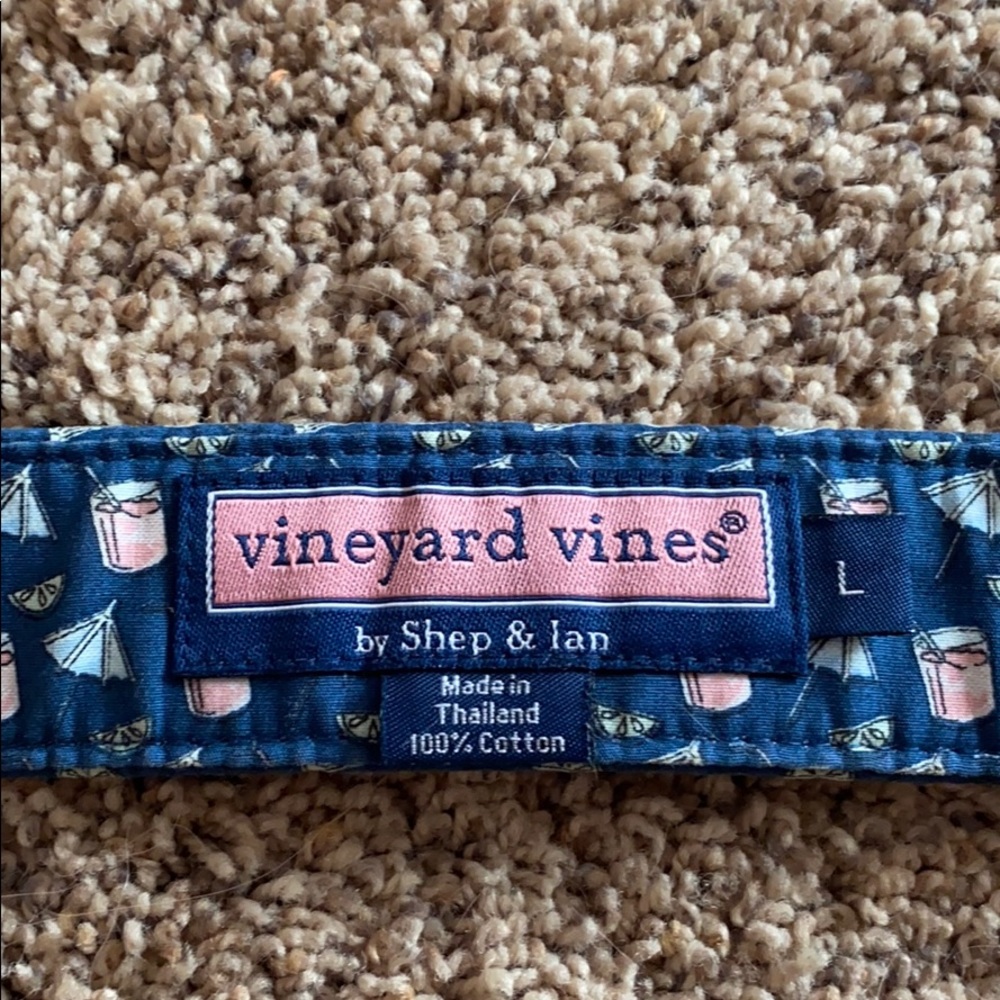 vineyard vines®
L
by Shep & Ian
Made in
Thailand
100% Cotton